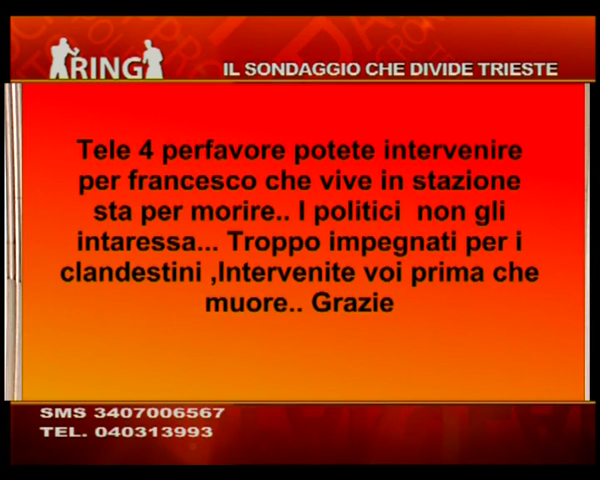 RING
IL SONDAGGIO CHE DIVIDE TRIESTE
Tele 4 perfavore potete intervenire
per francesco che vive in stazione
sta per morire.. I politici non gli
intaressa... Troppo impegnati per i
clandestini ,Intervenite voi prima che
muore.. Grazie
SMS 3407006567
TEL. 040313993